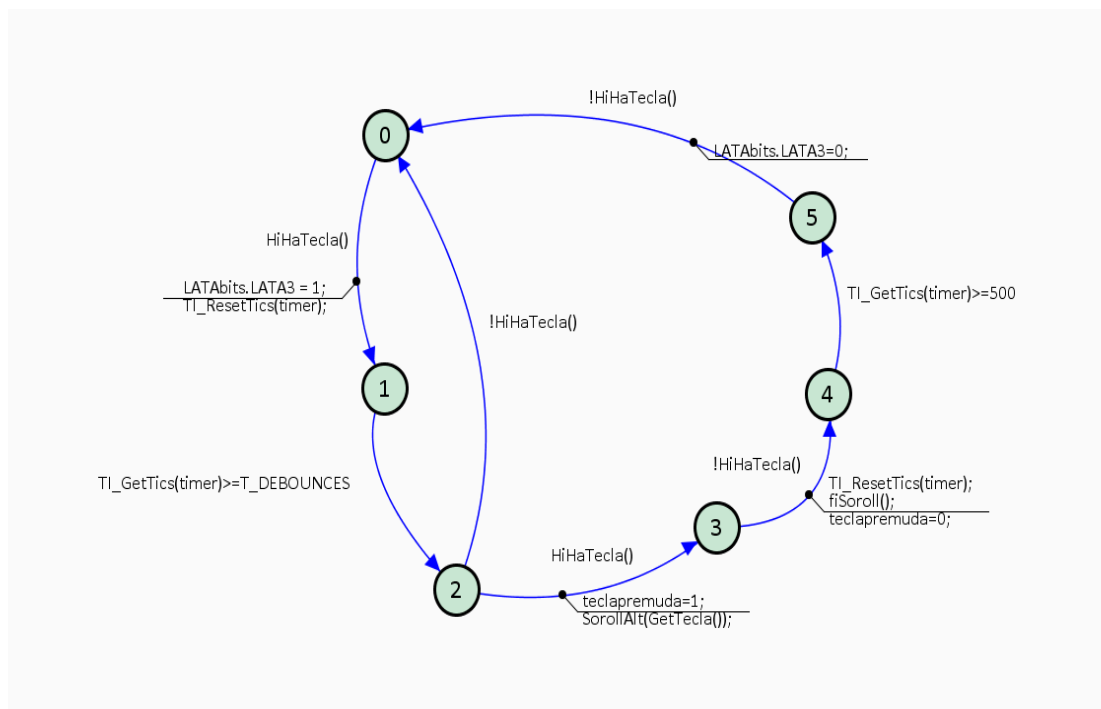 !HiHaTecla()
0
LATAbits.LATA3=0;
5
HiHaTecla()
LATAbits.LATA3 = 1;
TI_ResetTics(timer);
TI_GetTics(timer)>=500
!HiHaTecla()
1
4
!HiHaTecla()
TI_GetTics(timer)>=T_DEBOUNCES
TI_ResetTics(timer);
fiSoroll();
teclapremuda=0;
3
HiHaTecla()
2
teclapremuda=1;
SorollAlt(GetTecla());